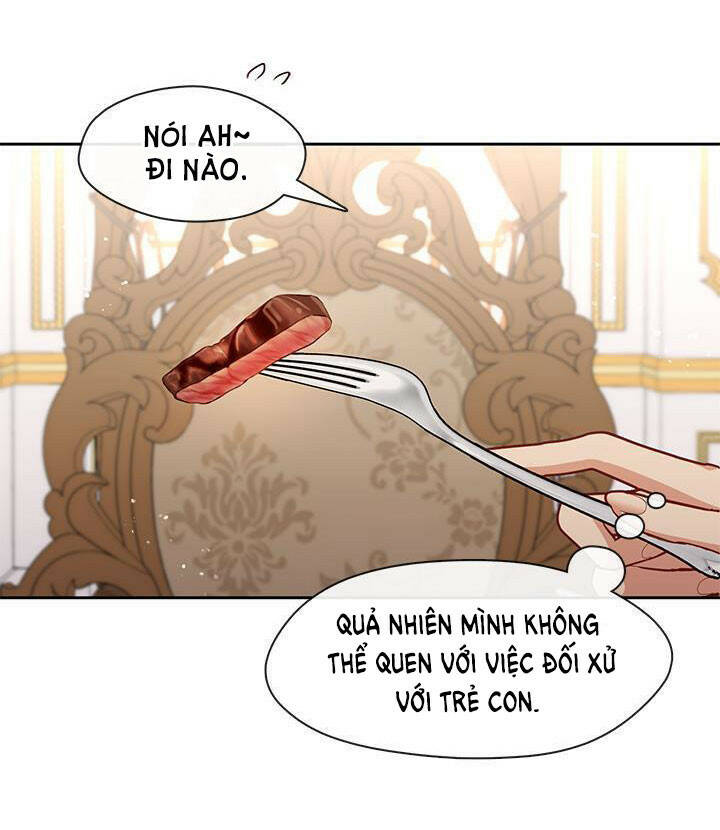 NÓI AH~
ĐI NÀO.
QUẢ NHIÊN MÌNH KHÔNG
THỂ QUEN VỚI VIỆC ĐỐI XỬ
VỚI TRẺ CON.